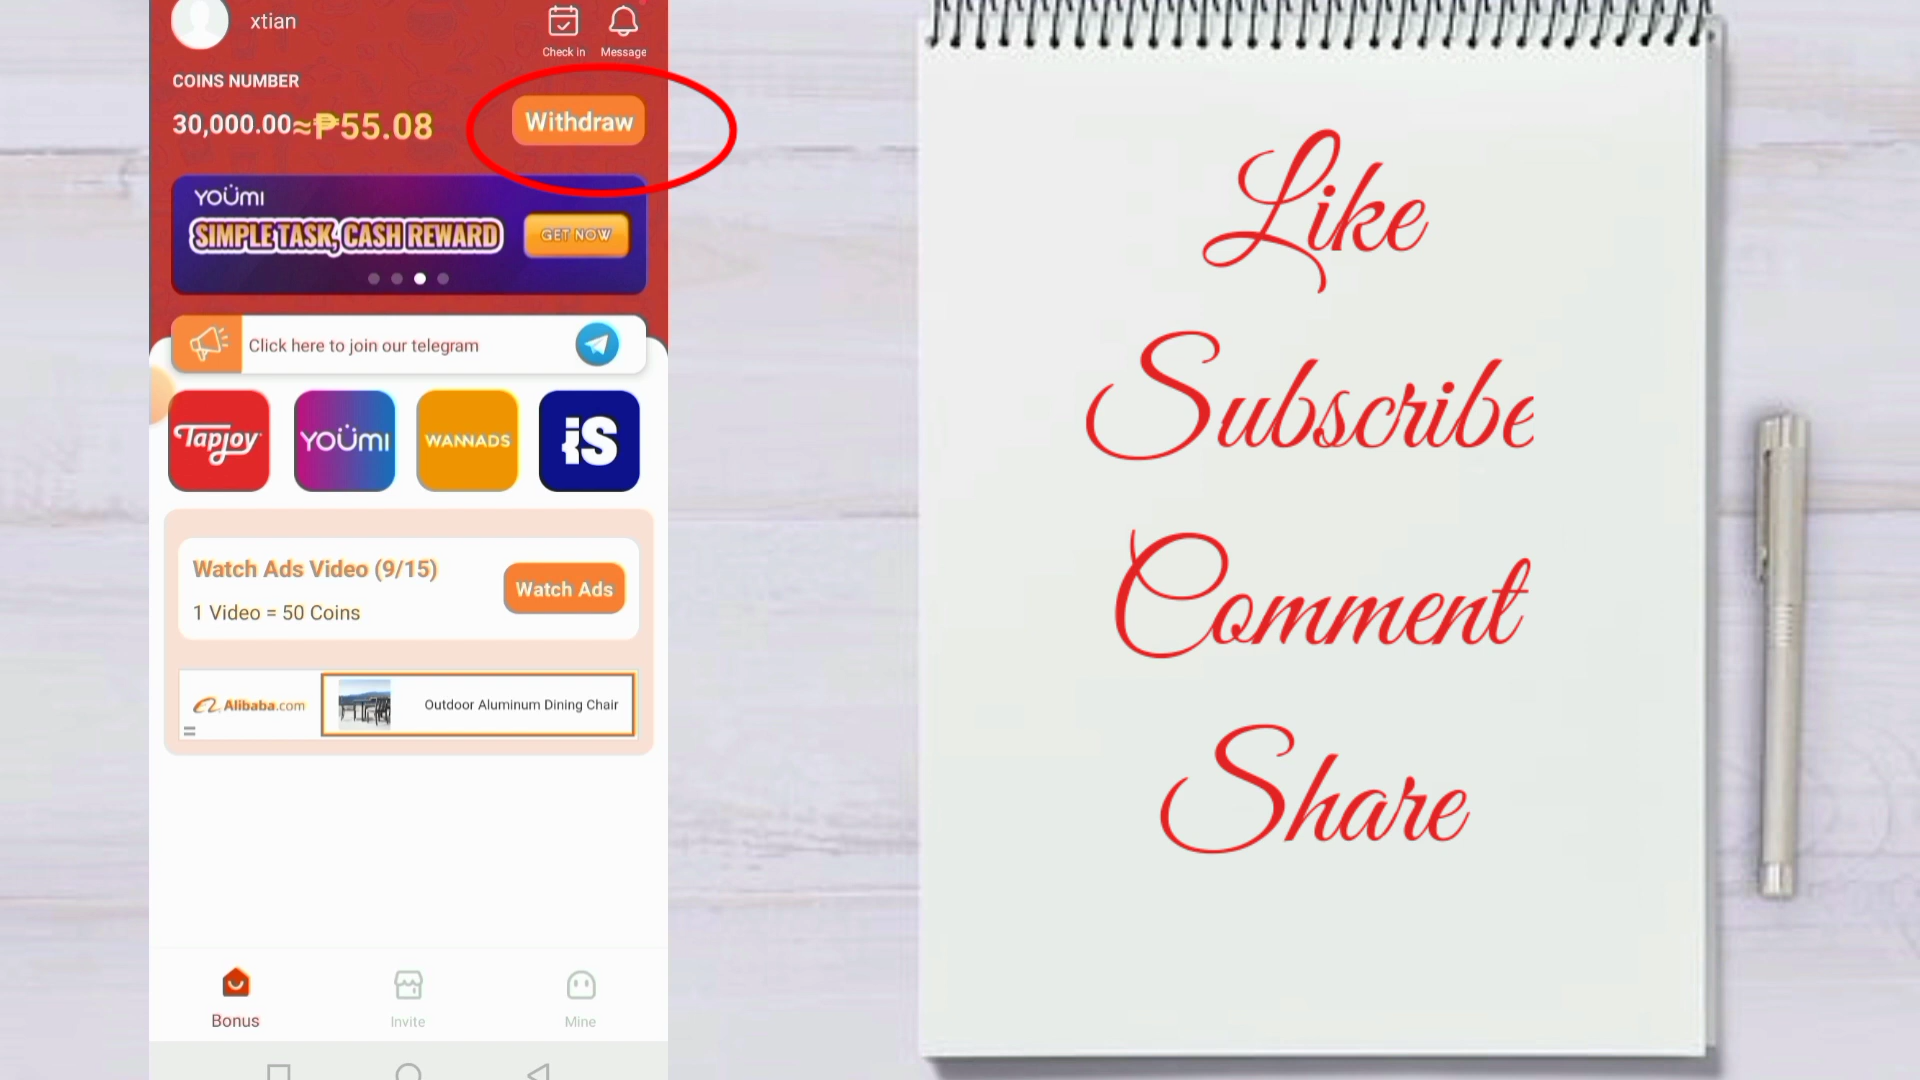 xtian
Check in
Message
COINS NUMBER
30,000.00≈₱55.08
Withdraw
YOÜMI
SIMPLE TASK, CASH REWARD
GET NOW
Click here to join our telegram
Tapjoy
YOÜMI
WANNADS
iS
Watch Ads Video (9/15)
1 Video = 50 Coins
Watch Ads
Alibaba.com
Outdoor Aluminum Dining Chair
Bonus
Invite
Mine
Like
Subscribe
Comment
Share